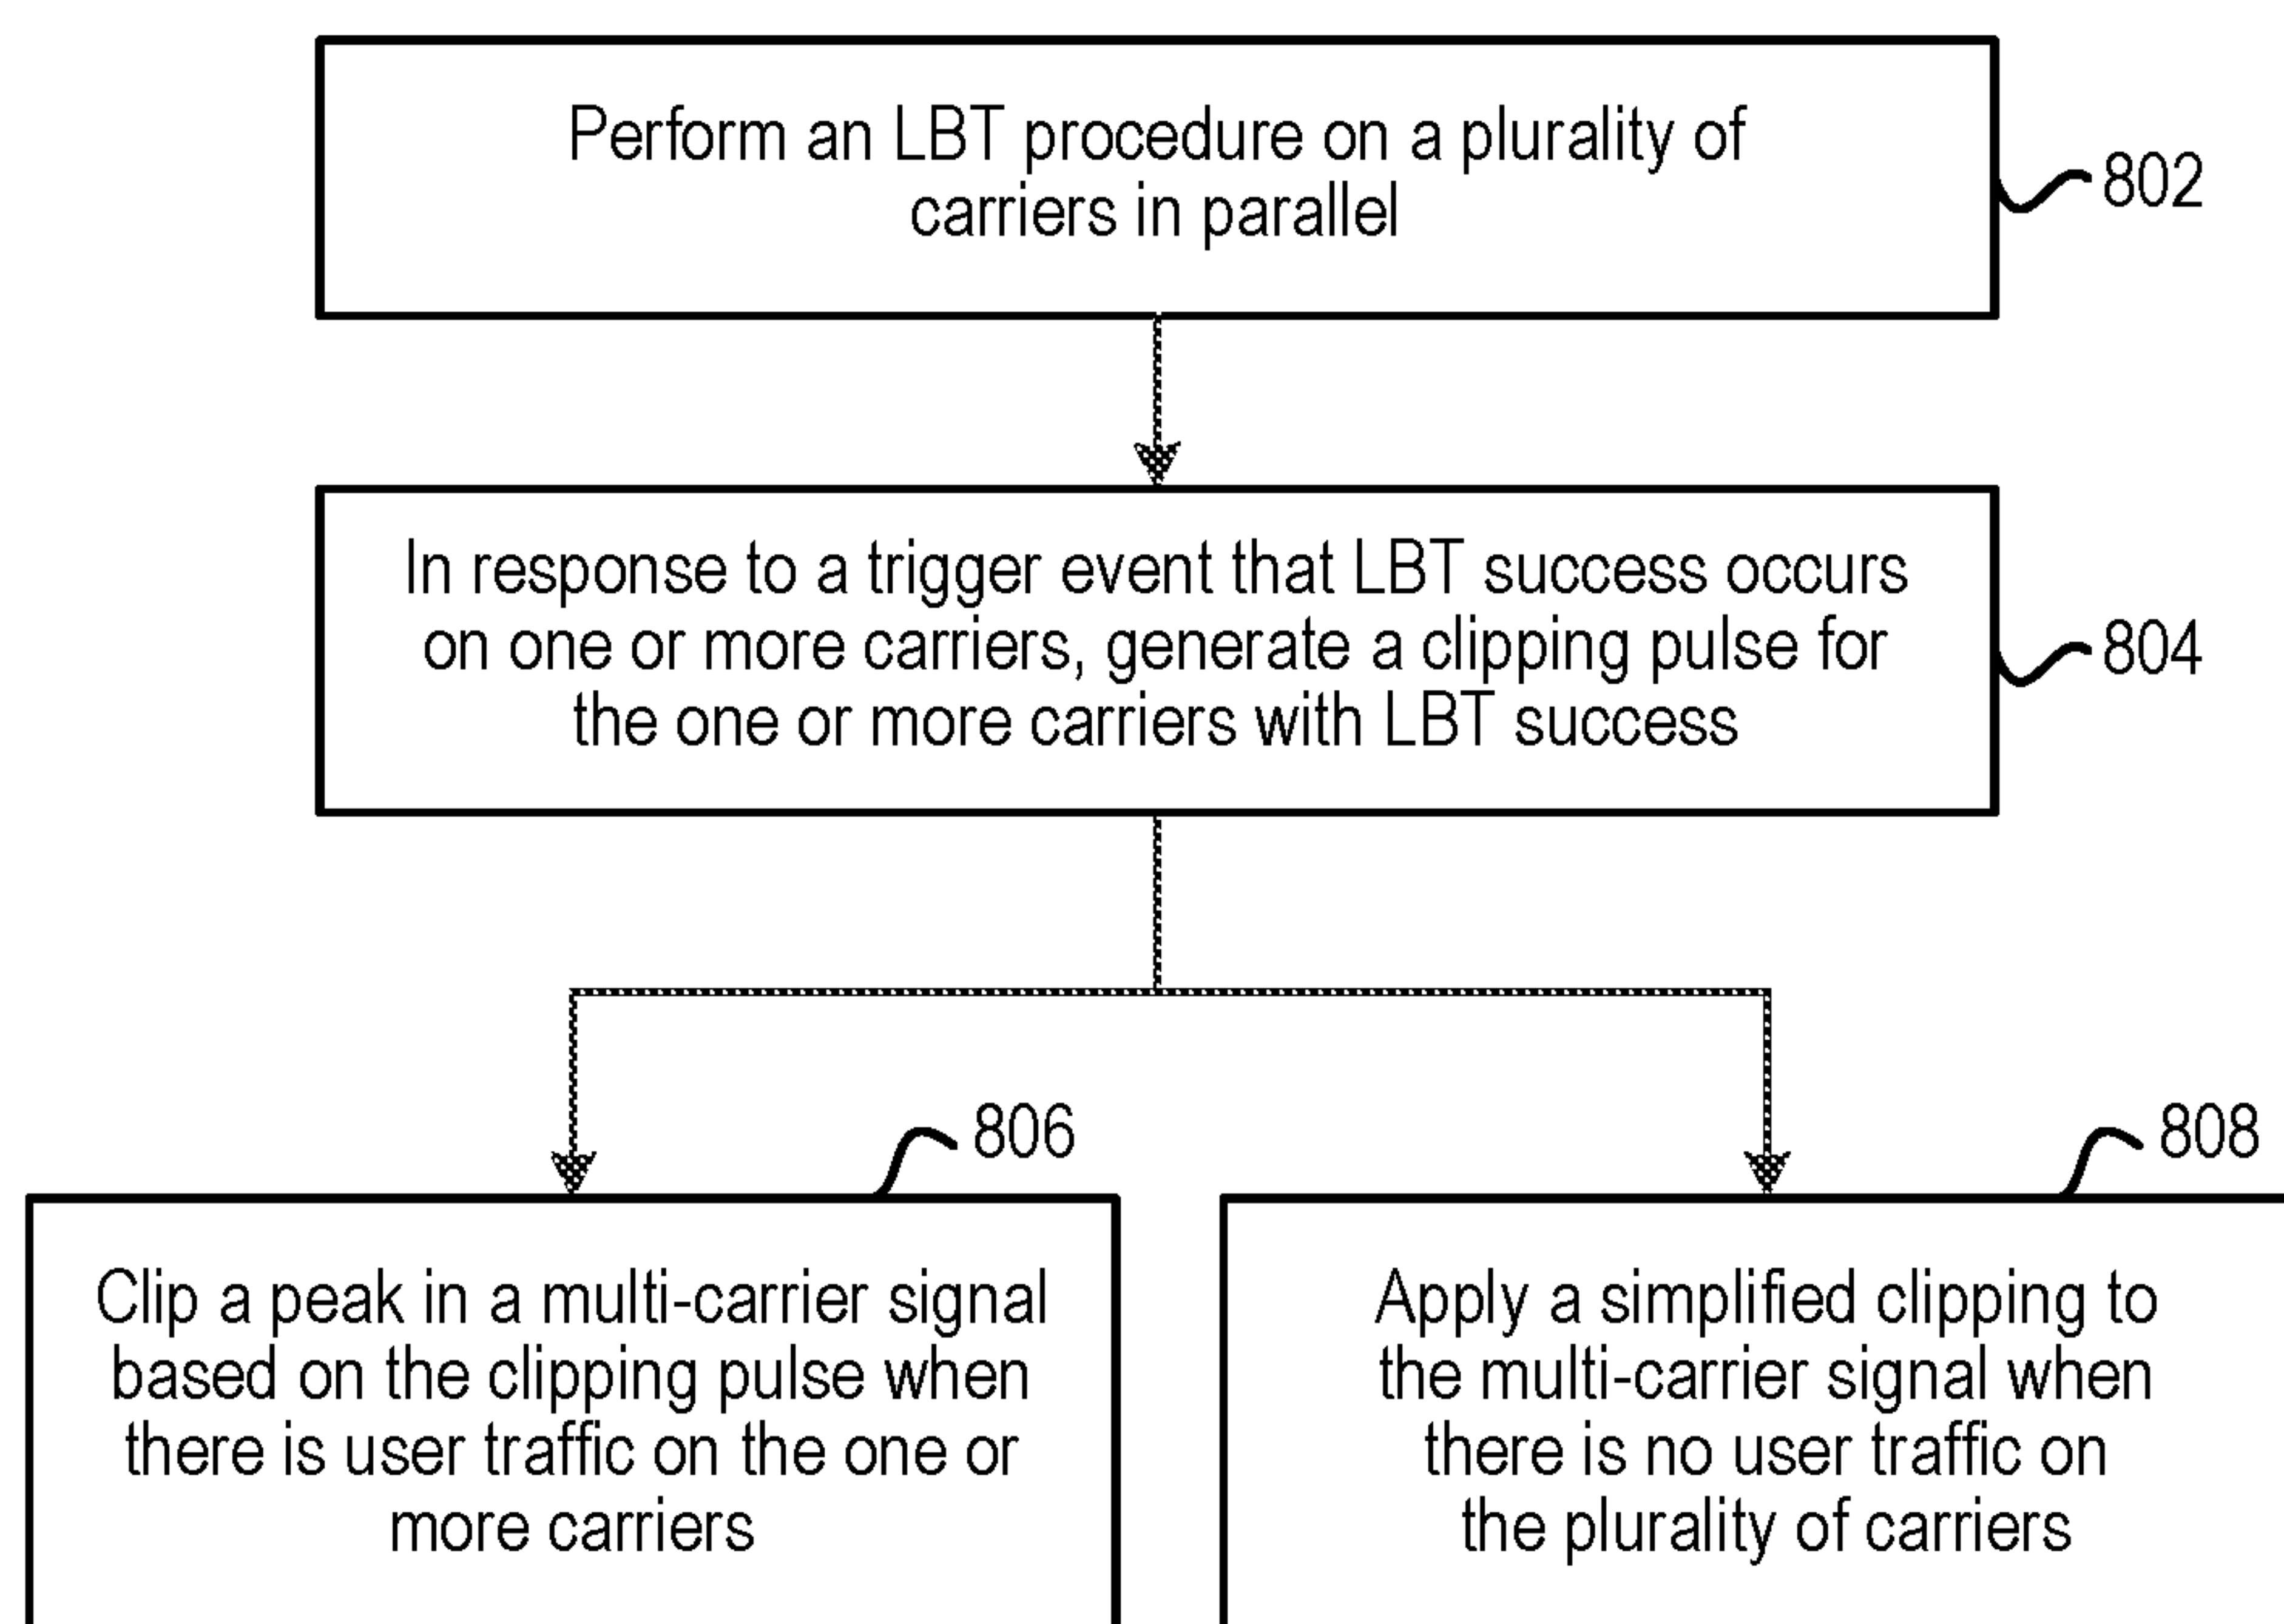 Perform an LBT procedure on a plurality of
carriers in parallel
802
In response to a trigger event that LBT success occurs
on one or more carriers, generate a clipping pulse for
the one or more carriers with LBT success
804
806
Clip a peak in a multi-carrier signal
based on the clipping pulse when
there is user traffic on the one or
more carriers
808
Apply a simplified clipping to
the multi-carrier signal when
there is no user traffic on
the plurality of carriers